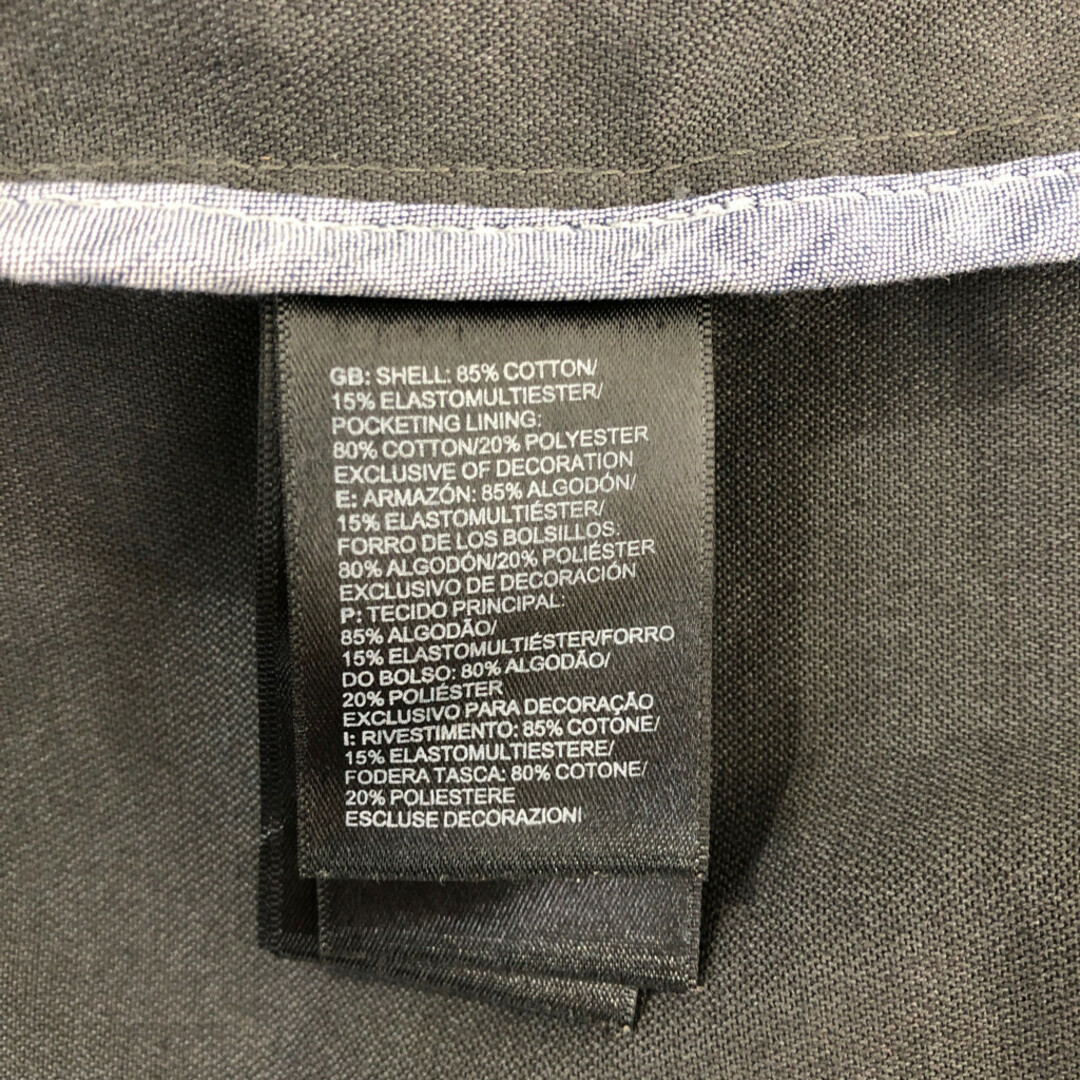 GB: SHELL: 85% COTTON/
15% ELASTOMULTIESTER/
POCKETING LINING:
80% COTTON/20% POLYESTER
EXCLUSIVE OF DECORATION
E: ARMAZÓN: 85% ALGODÓN/
15% ELASTOMULTIÉSTER/
FORRO DE LOS BOLSILLOS:
80% ALGODÓN/20% POLIÉSTER
EXCLUSIVO DE DECORACIÓN
P: TECIDO PRINCIPAL:
85% ALGODÃO/
15% ELASTOMULTIÉSTER/FORRO
DO BOLSO: 80% ALGODÃO/
20% POLIÉSTER
EXCLUSIVO PARA DECORAÇÃO
I: RIVESTIMENTO: 85% COTONE/
15% ELASTOMULTIESTERE/
FODERA TASCA: 80% COTONE/
20% POLIESTERE
ESCLUSE DECORAZIONI